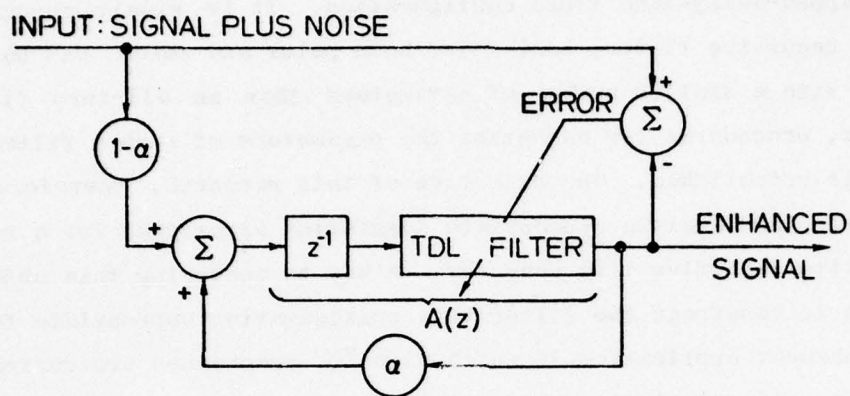 INPUT: SIGNAL PLUS NOISE
+
ERROR
Σ
1-α
-
+
Σ
z⁻¹
TDL FILTER
ENHANCED
SIGNAL
+
A(z)
α